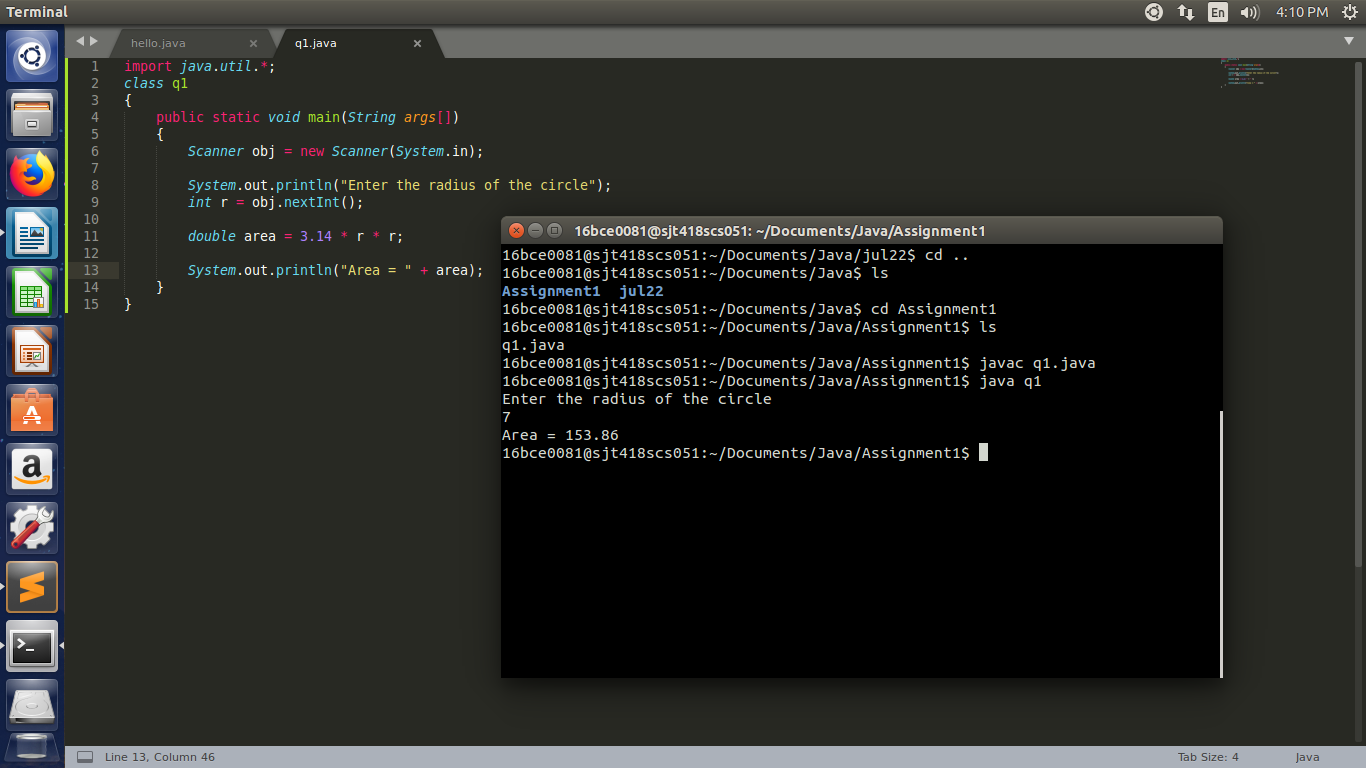 Terminal
En
4:10 PM
hello.java
q1.java
1 import java.util.*;
2 class q1
3 {
4 public static void main(String args[])
5 {
6 Scanner obj = new Scanner(System.in);
7
8 System.out.println("Enter the radius of the circle");
9 int r = obj.nextInt();
10
11 double area = 3.14 * r * r;
12
13 System.out.println("Area = " + area);
14 }
15 }
16bce0081@sjt418scs051: ~/Documents/Java/Assignment1
16bce0081@sjt418scs051:~/Documents/Java/jul22$ cd ..
16bce0081@sjt418scs051:~/Documents/Java$ ls
Assignment1 jul22
16bce0081@sjt418scs051:~/Documents/Java$ cd Assignment1
16bce0081@sjt418scs051:~/Documents/Java/Assignment1$ ls
q1.java
16bce0081@sjt418scs051:~/Documents/Java/Assignment1$ javac q1.java
16bce0081@sjt418scs051:~/Documents/Java/Assignment1$ java q1
Enter the radius of the circle
7
Area = 153.86
16bce0081@sjt418scs051:~/Documents/Java/Assignment1$
Line 13, Column 46
Tab Size: 4
Java